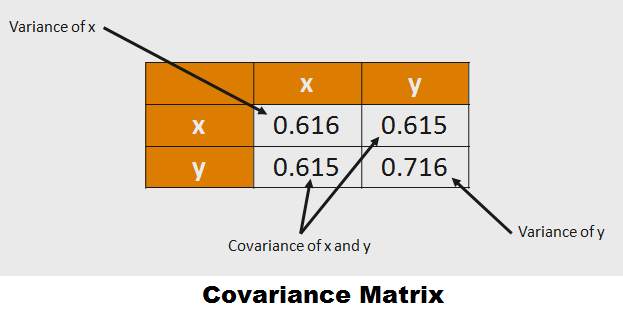 Variance of x
x y
x 0.616 0.615
y 0.615 0.716
Variance of y
Covariance of x and y
Covariance Matrix